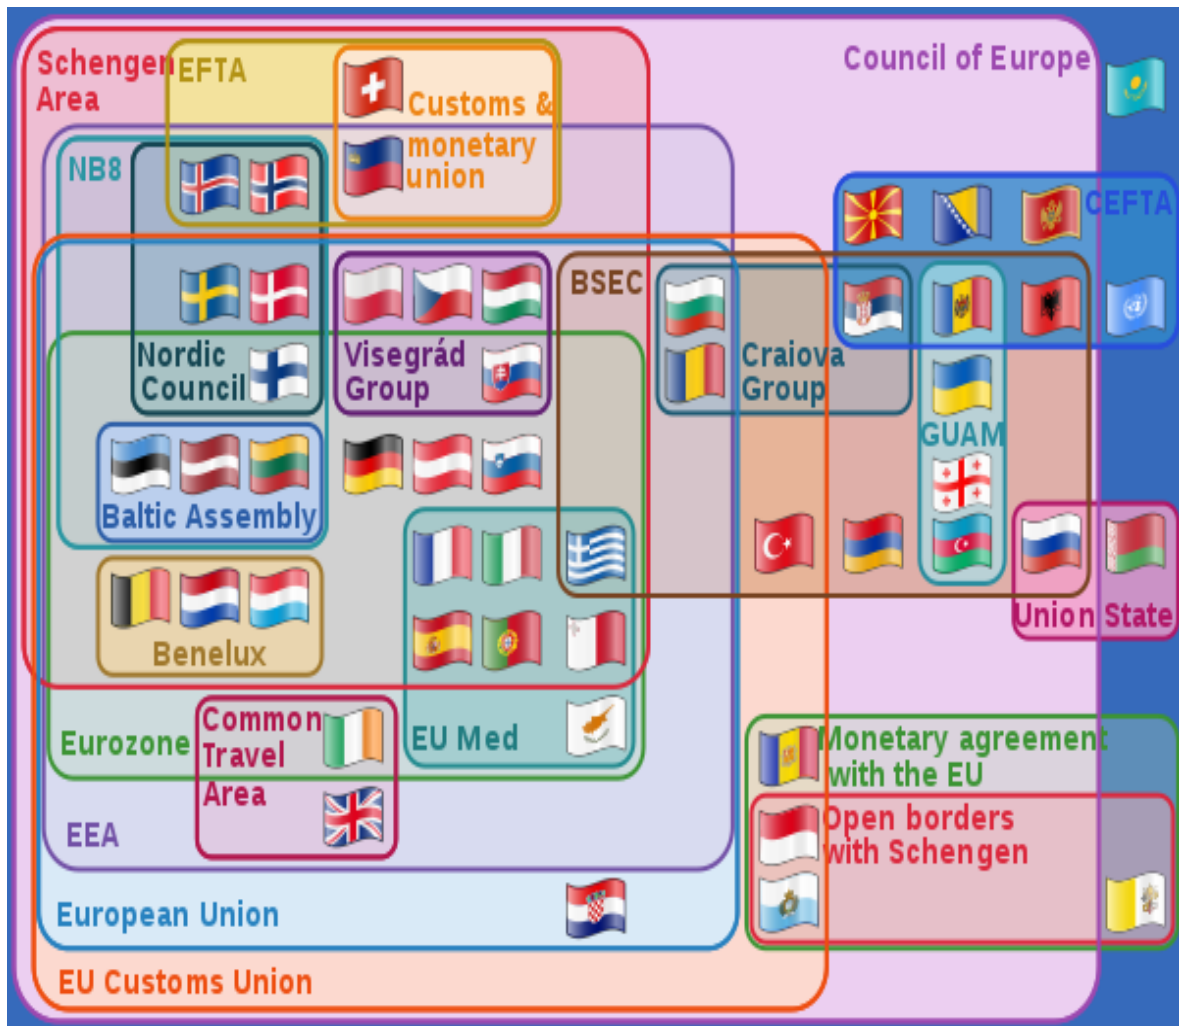 Schengen
Area
EFTA
Customs &
monetary
union
Council of Europe
NB8
CEFTA
BSEC
Nordic
Council
Visegrád
Group
Craiova
Group
GUAM
Baltic Assembly
Benelux
Union State
Common
Travel
Area
EU Med
Eurozone
Monetary agreement
with the EU
Open borders
with Schengen
EEA
European Union
EU Customs Union